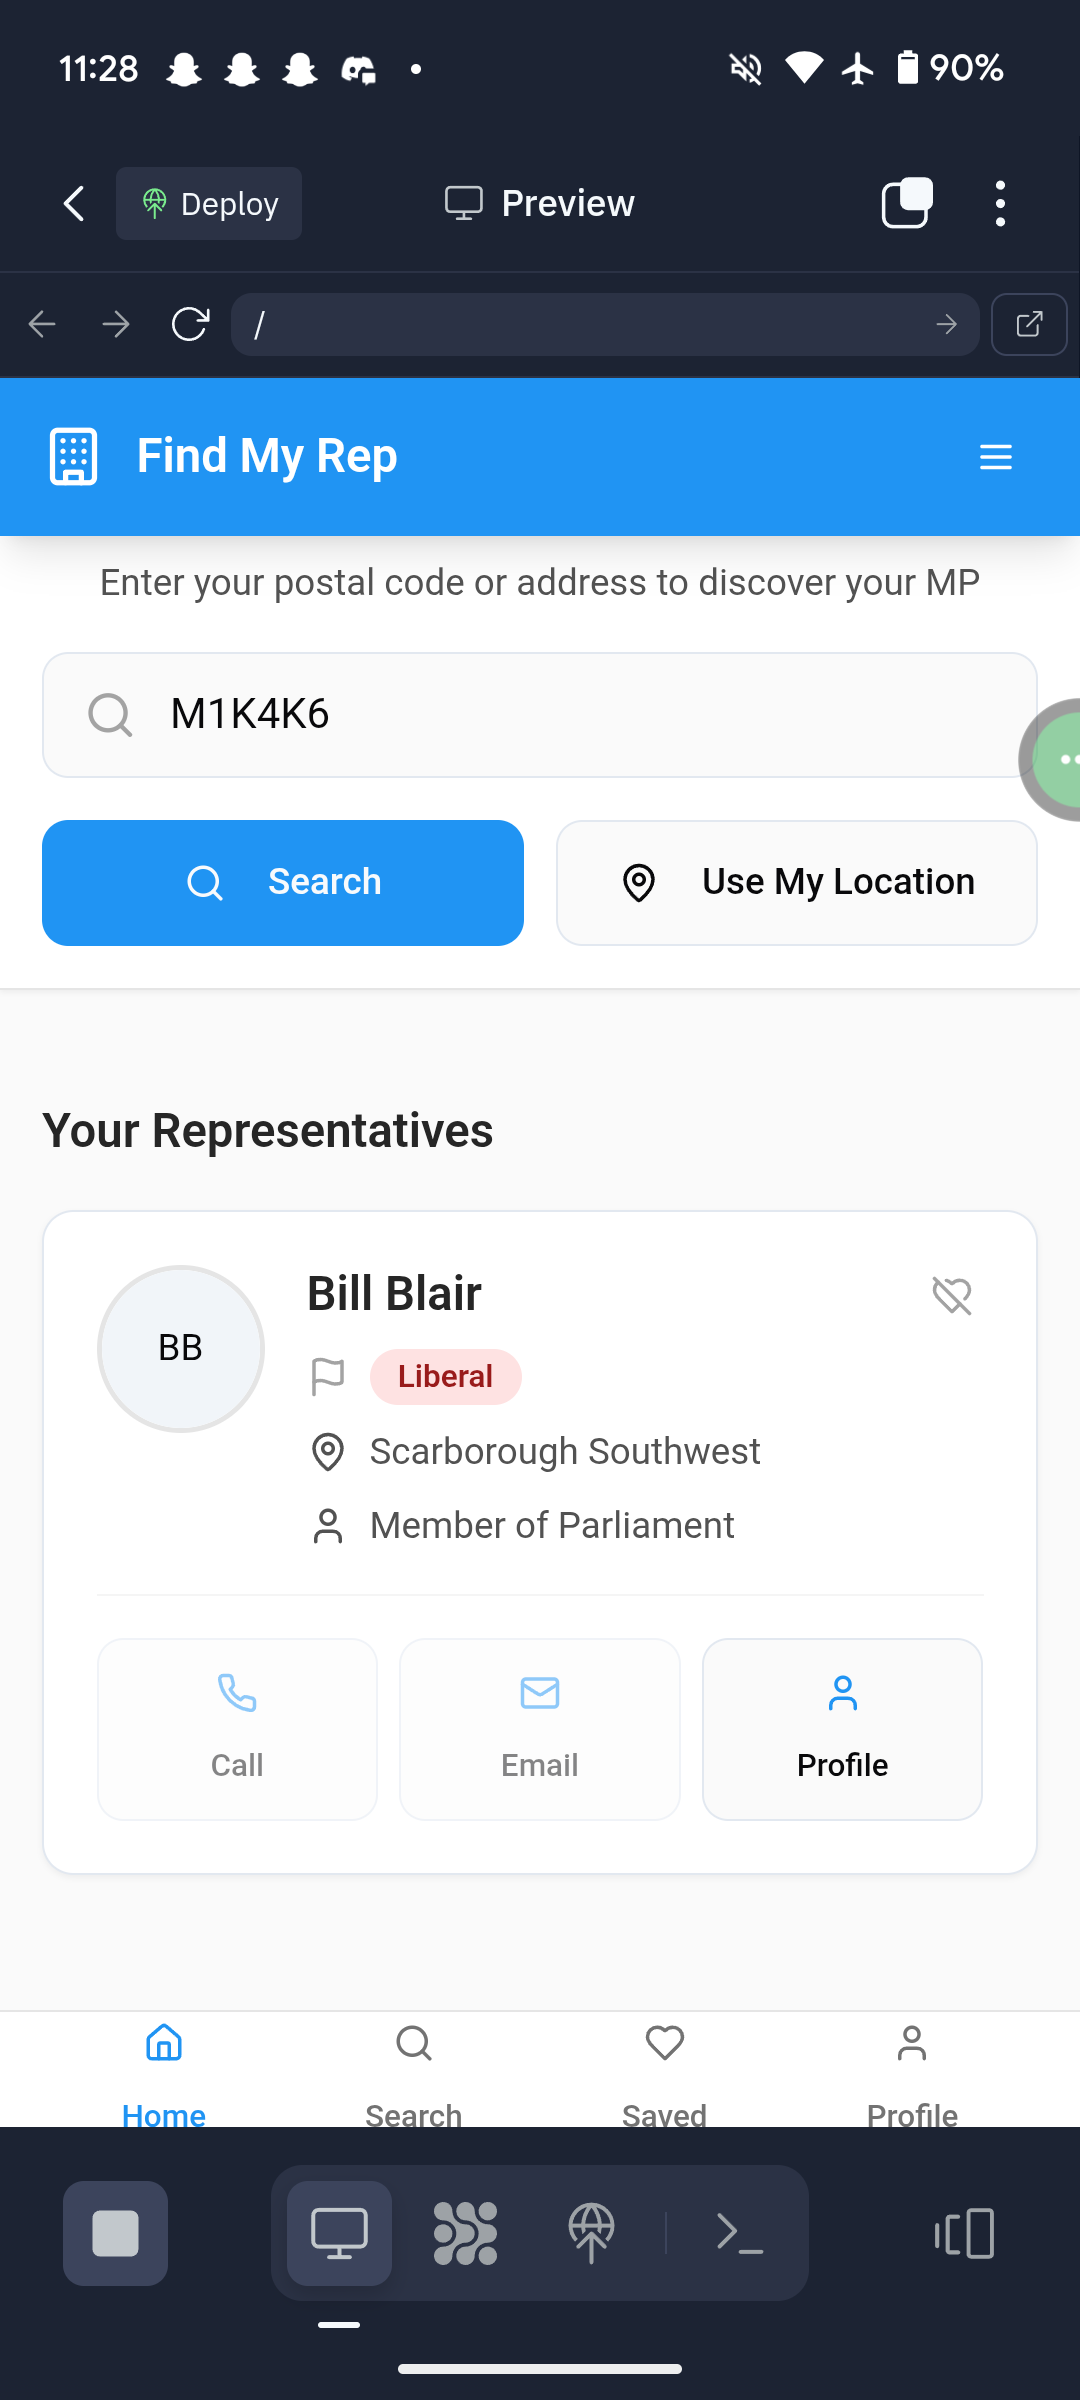 11:28
90%
Deploy
Preview
/
Find My Rep
Enter your postal code or address to discover your MP
M1K4K6
Search
Use My Location
Your Representatives
BB
Bill Blair
Liberal
Scarborough Southwest
Member of Parliament
Call
Email
Profile
Home
Search
Saved
Profile